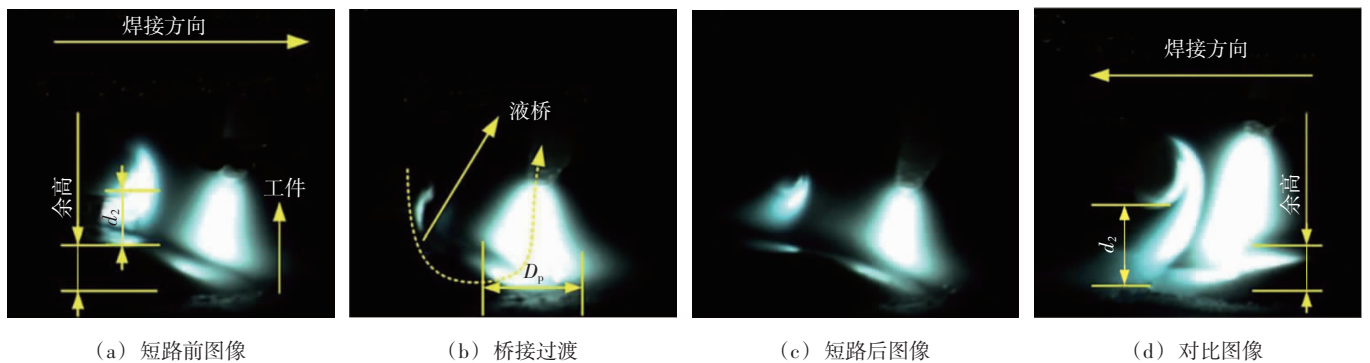 焊接方向
余高
d₂
工件
(a) 短路前图像
液桥
Dₚ
(b) 桥接过渡
(c) 短路后图像
焊接方向
余高
d₂
(d) 对比图像